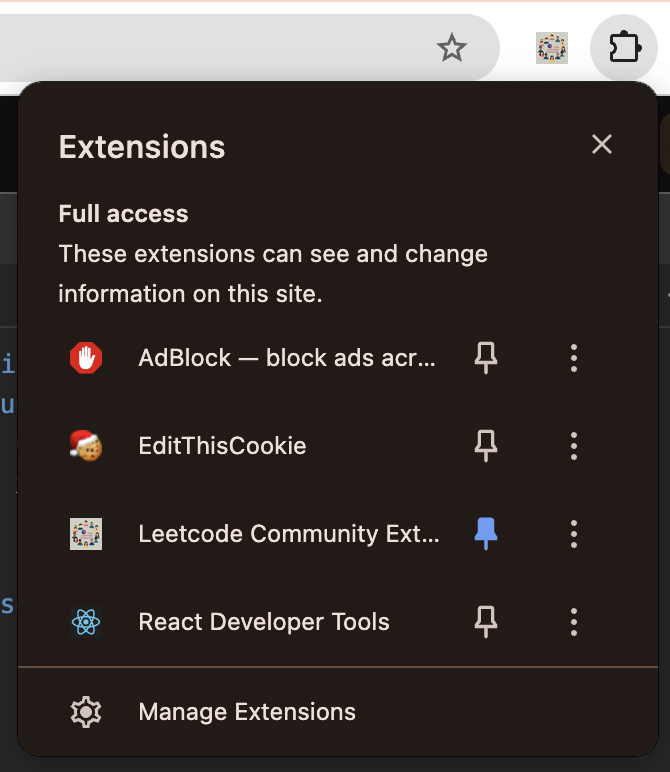 Extensions
Full access
These extensions can see and change
information on this site.
AdBlock — block ads acr...
EditThisCookie
Leetcode Community Ext...
React Developer Tools
Manage Extensions
i
u
s